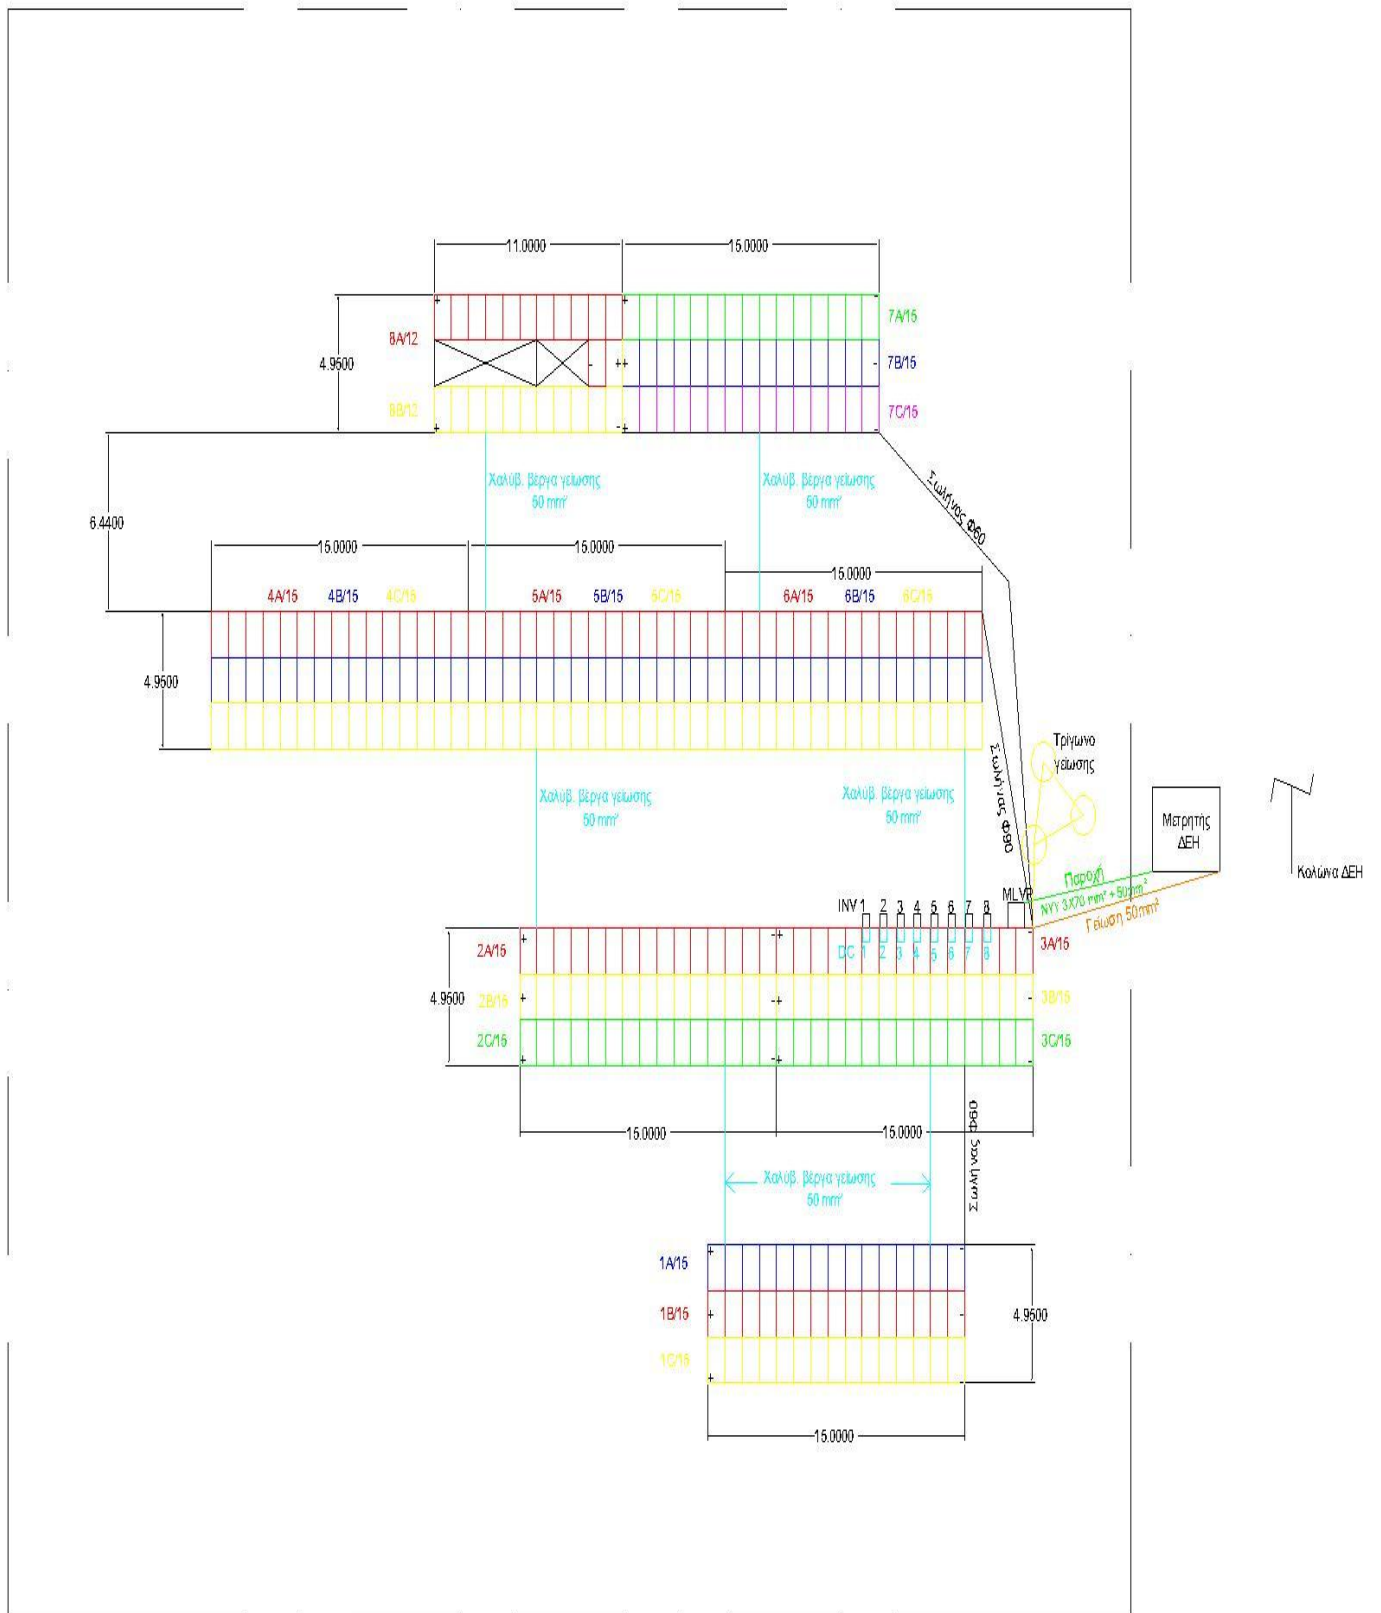 11.0000
15.0000
8A/12
7A/15
4.9500
7B/15
8B/12
7C/15
Χαλύβ. βέργα γείωσης
50 mm²
Χαλύβ. βέργα γείωσης
50 mm²
Σωλήνας Φ60
6.4400
15.0000
15.0000
15.0000
4A/15
4B/15
4C/15
5A/15
5B/15
5C/15
6A/15
6B/15
6C/15
4.9500
Σωλήνας Φ90
Τρίγωνο
γείωσης
Χαλύβ. βέργα γείωσης
50 mm²
Χαλύβ. βέργα γείωσης
50 mm²
Μετρητής
ΔΕΗ
Κολώνα ΔΕΗ
Παροχή
NYY 3X70 mm² + 50mm²
Γείωση 50mm²
INV 1 2 3 4 5 6 7 8
MLVP
DC 1 2 3 4 5 6 7 8
2A/15
3A/15
4.9500
2B/15
3B/15
2C/15
3C/15
15.0000
15.0000
Σωλήνας Φ60
Χαλύβ. βέργα γείωσης
50 mm²
1A/15
1B/15
4.9500
1C/15
15.0000